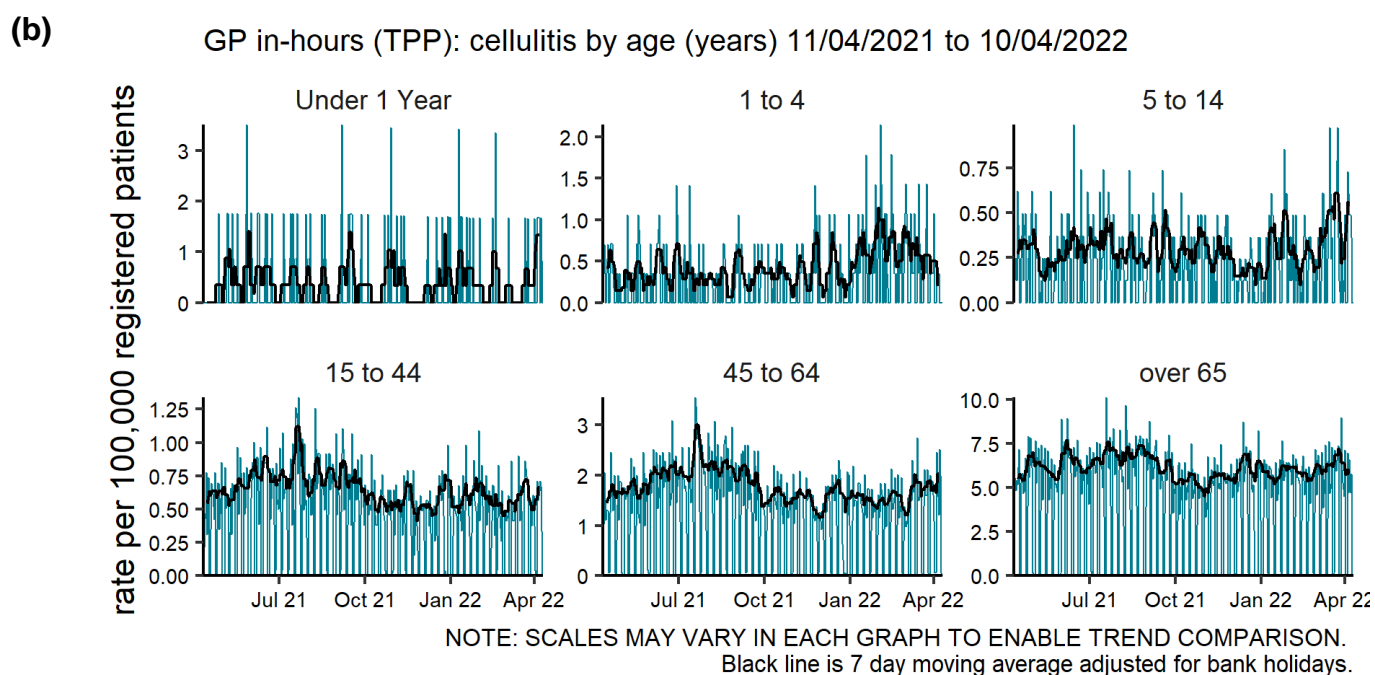 (b)
GP in-hours (TPP): cellulitis by age (years) 11/04/2021 to 10/04/2022
rate per 100,000 registered patients
Under 1 Year
3
2
1
0
1 to 4
2.0
1.5
1.0
0.5
0.0
5 to 14
0.75
0.50
0.25
0.00
15 to 44
1.25
1.00
0.75
0.50
0.25
0.00
Jul 21 Oct 21 Jan 22 Apr 22
45 to 64
3
2
1
0
Jul 21 Oct 21 Jan 22 Apr 22
over 65
10.0
7.5
5.0
2.5
0.0
Jul 21 Oct 21 Jan 22 Apr 22
NOTE: SCALES MAY VARY IN EACH GRAPH TO ENABLE TREND COMPARISON.
Black line is 7 day moving average adjusted for bank holidays.